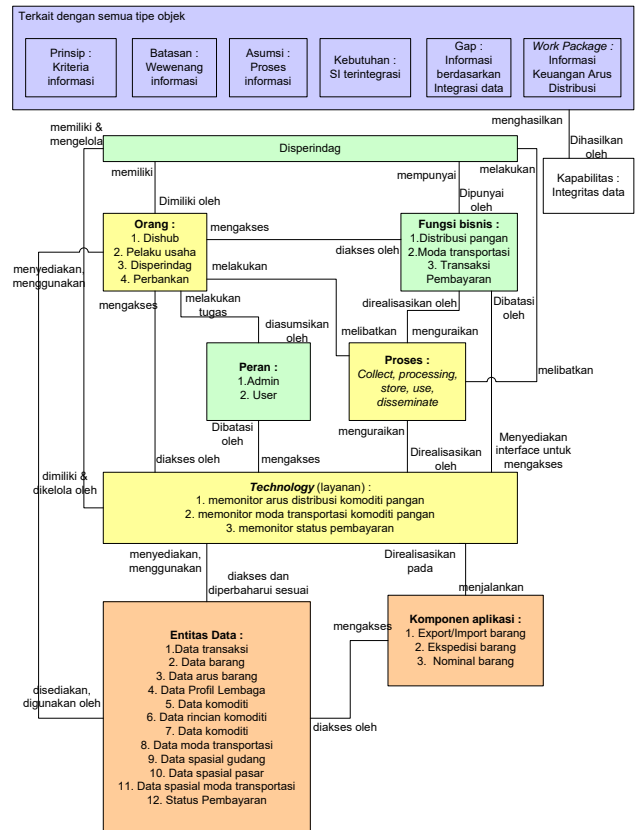 Terkait dengan semua tipe objek
Prinsip :
Kriteria
informasi
Batasan :
Wewenang
informasi
Asumsi :
Proses
informasi
Kebutuhan :
SI terintegrasi
Gap :
Informasi
berdasarkan
Integrasi data
Work Package :
Informasi
Keuangan Arus
Distribusi
memiliki &
mengelola
menghasilkan
Dihasilkan
oleh
Disperindag
memiliki
mempunyai
melakukan
Kapabilitas :
Integritas data
Dimiliki oleh
Dipunyai
oleh
Orang :
1. Dishub
2. Pelaku usaha
3. Disperindag
4. Perbankan
mengakses
diakses oleh
Fungsi bisnis :
1.Distribusi pangan
2.Moda transportasi
3. Transaksi
Pembayaran
menyediakan,
menggunakan
melakukan
mengakses
melakukan
tugas
direalisasikan oleh
Dibatasi
oleh
diasumsikan
oleh
melibatkan
menguraikan
Peran :
1.Admin
2. User
Proses :
Collect, processing,
store, use,
disseminate
melibatkan
Dibatasi
oleh
menguraikan
diakses oleh
mengakses
Direalisasikan
oleh
Menyediakan
interface untuk
mengakses
dimiliki &
dikelola oleh
Technology (layanan) :
1. memonitor arus distribusi komoditi pangan
2. memonitor moda transportasi komoditi pangan
3. memonitor status pembayaran
menyediakan,
menggunakan
Direalisasikan
pada
diakses dan
diperbaharui sesuai
menjalankan
Entitas Data :
1.Data transaksi
2. Data barang
3. Data arus barang
4. Data Profil Lembaga
5. Data komoditi
6. Data rincian komoditi
7. Data komoditi
8. Data moda transportasi
9. Data spasial gudang
10. Data spasial pasar
11. Data spasial moda transportasi
12. Status Pembayaran
mengakses
Komponen aplikasi :
1. Export/Import barang
2. Ekspedisi barang
3. Nominal barang
disediakan,
digunakan oleh
diakses oleh